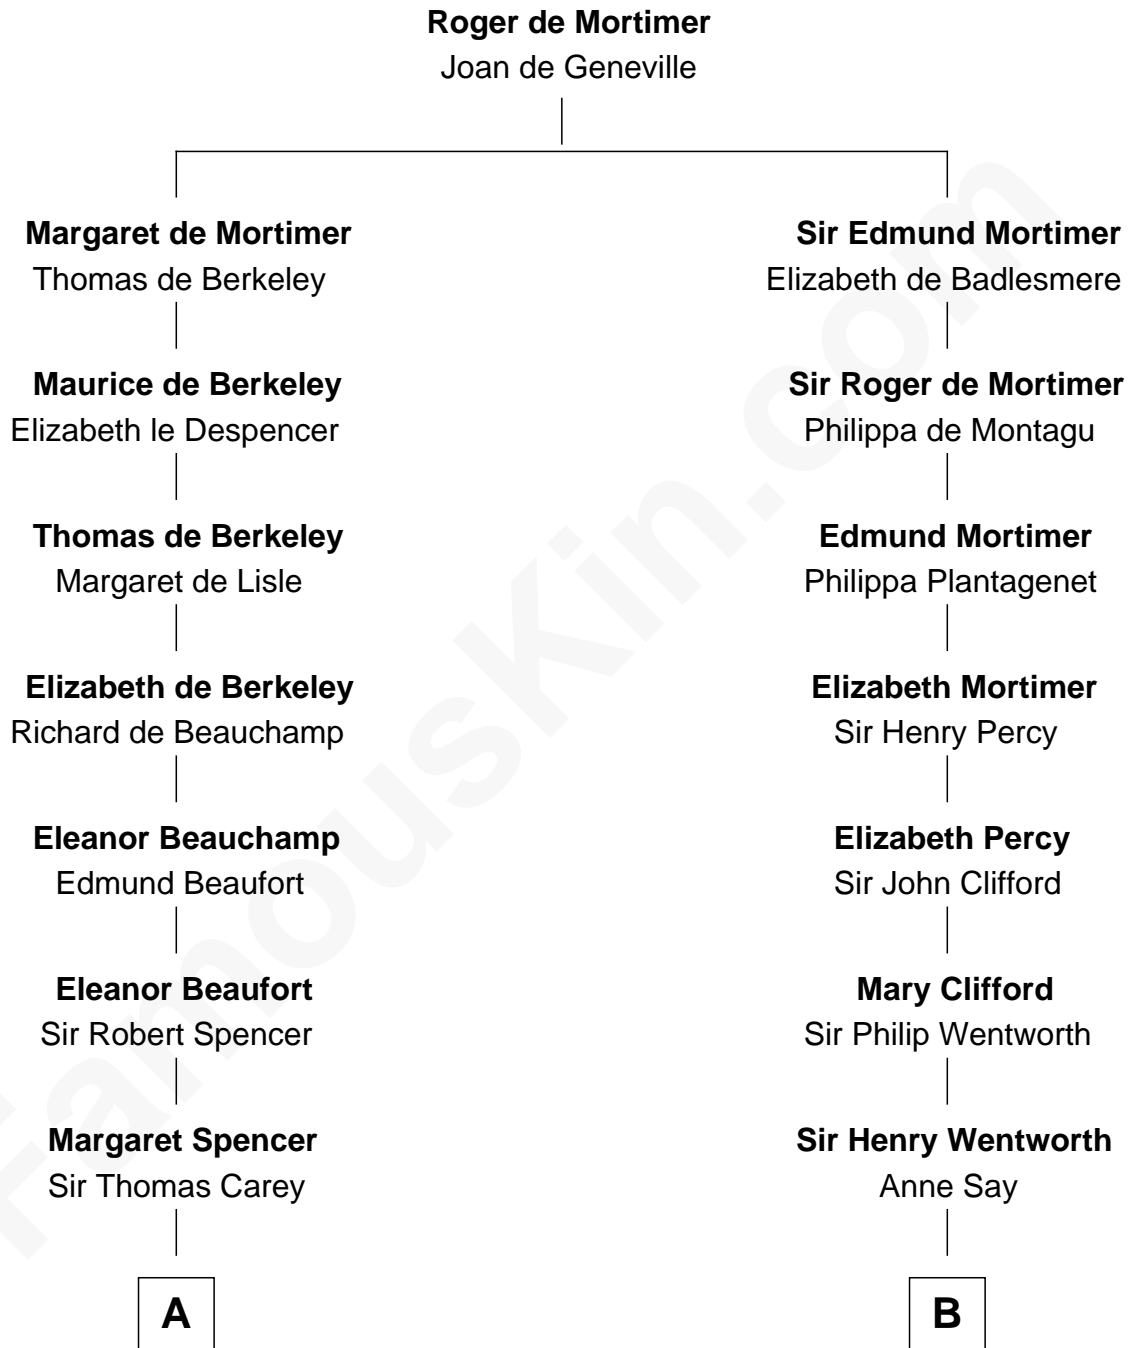 Roger de Mortimer
Joan de Geneville
Margaret de Mortimer
Thomas de Berkeley
Sir Edmund Mortimer
Elizabeth de Badlesmere
Maurice de Berkeley
Elizabeth le Despencer
Sir Roger de Mortimer
Philippa de Montagu
Thomas de Berkeley
Margaret de Lisle
Edmund Mortimer
Philippa Plantagenet
Elizabeth de Berkeley
Richard de Beauchamp
Elizabeth Mortimer
Sir Henry Percy
Eleanor Beauchamp
Edmund Beaufort
Elizabeth Percy
Sir John Clifford
Eleanor Beaufort
Sir Robert Spencer
Mary Clifford
Sir Philip Wentworth
Margaret Spencer
Sir Thomas Carey
Sir Henry Wentworth
Anne Say
A
B
FamousKin.com